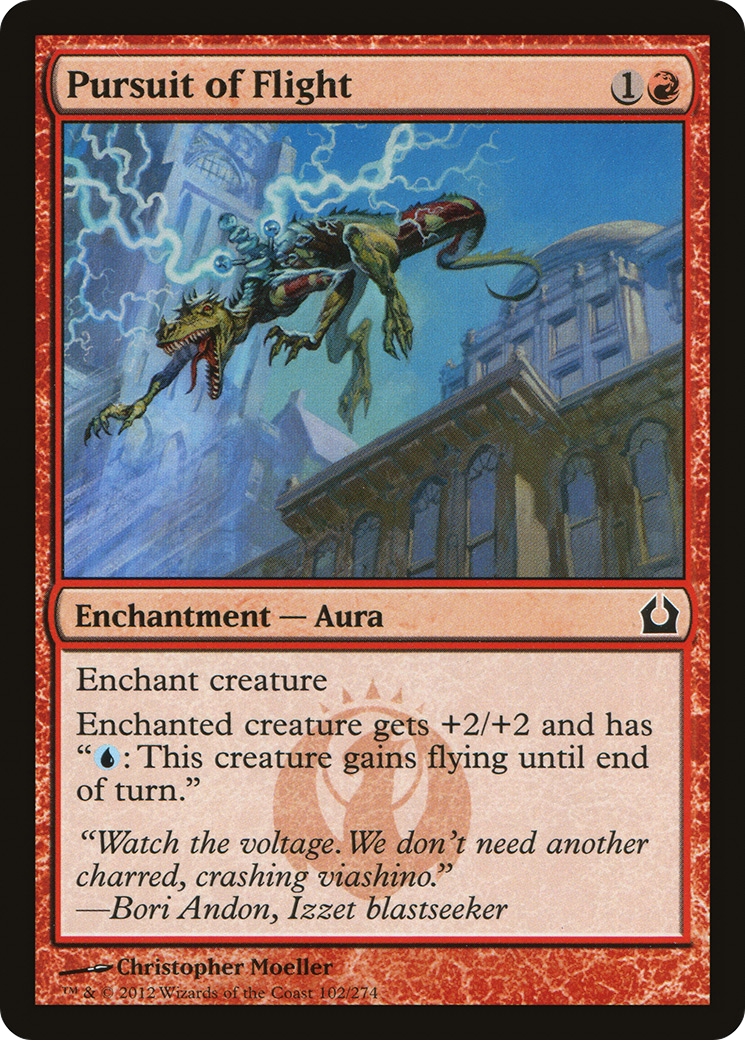 Pursuit of Flight
1
Enchantment — Aura
Enchant creature
Enchanted creature gets +2/+2 and has
“: This creature gains flying until end
of turn.”
“Watch the voltage. We don’t need another
charred, crashing viashino.”
—Bori Andon, Izzet blastseeker
Christopher Moeller
™ & © 2012 Wizards of the Coast 102/274